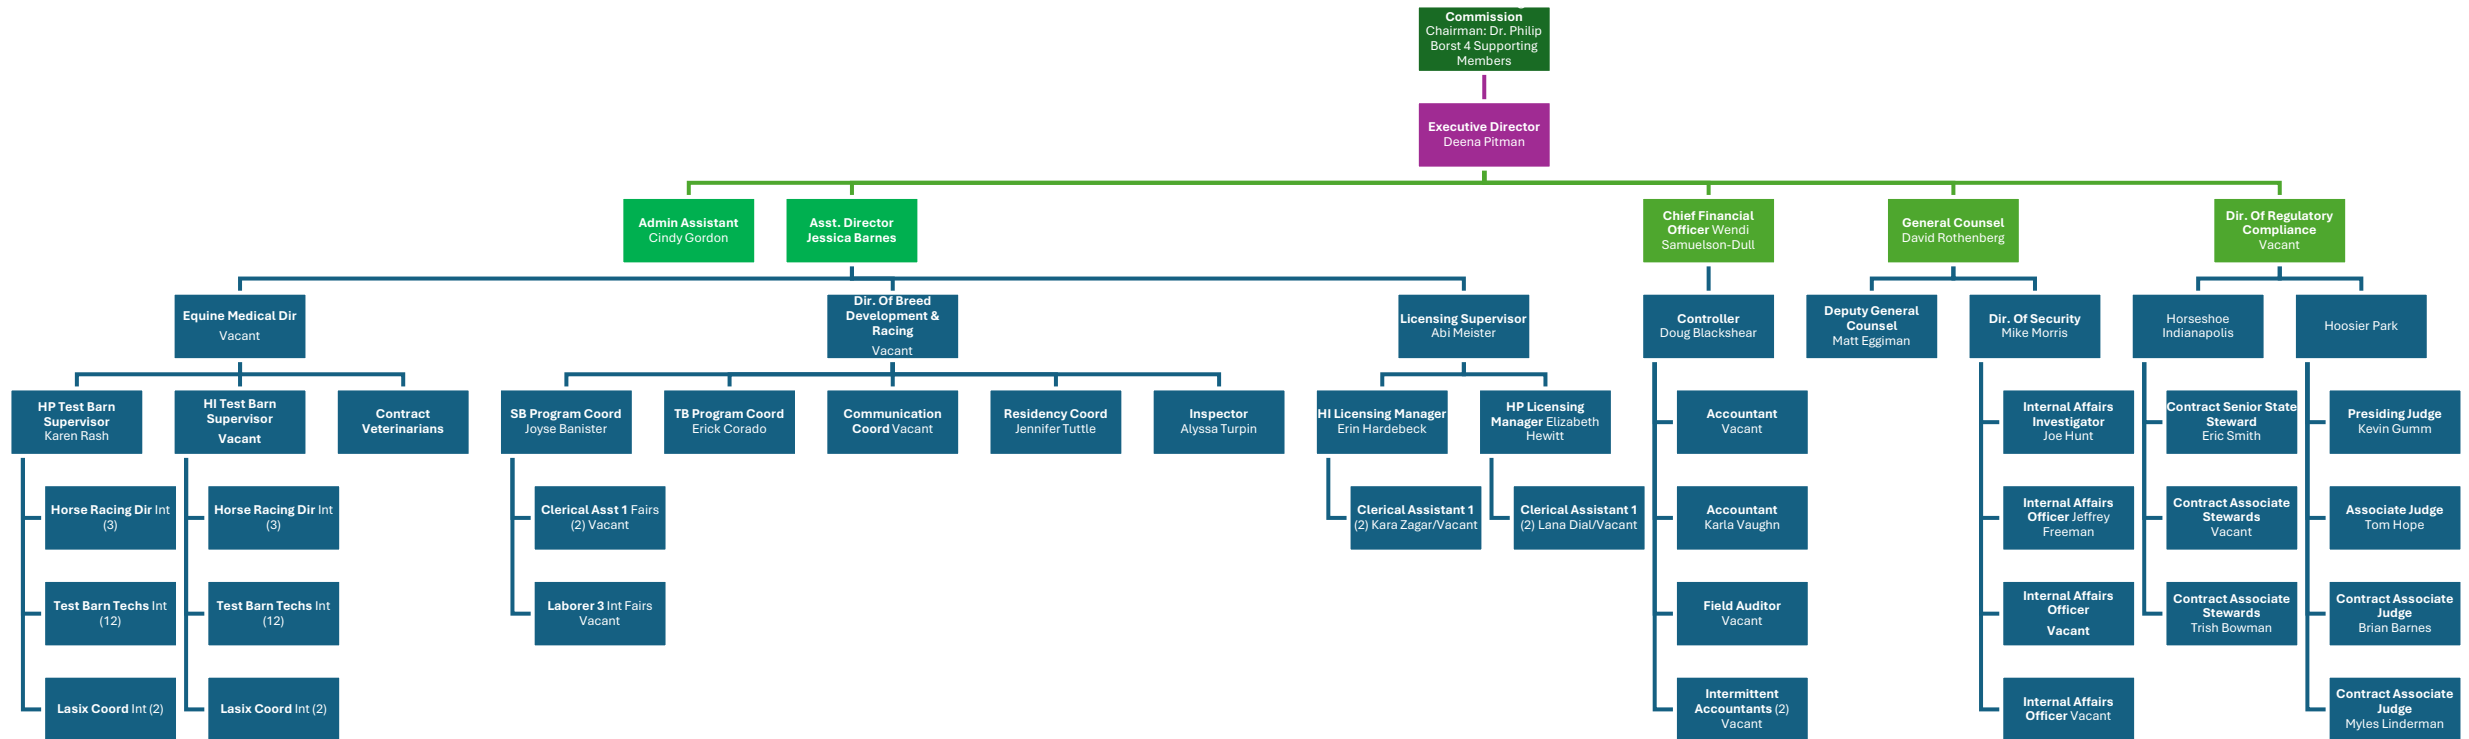 Commission
Chairman: Dr. Philip
Borst 4 Supporting
Members
Executive Director
Deena Pitman
Admin Assistant
Cindy Gordon
Asst. Director
Jessica Barnes
Chief Financial
Officer Wendi
Samuelson-Dull
General Counsel
David Rothenberg
Dir. Of Regulatory
Compliance
Vacant
Equine Medical Dir
Vacant
Dir. Of Breed
Development &
Racing
Vacant
Licensing Supervisor
Abi Meister
Controller
Doug Blackshear
Deputy General
Counsel
Matt Eggiman
Dir. Of Security
Mike Morris
Horseshoe
Indianapolis
Hoosier Park
HP Test Barn
Supervisor
Karen Rash
HI Test Barn
Supervisor
Vacant
Contract
Veterinarians
SB Program Coord
Joyse Banister
TB Program Coord
Erick Corado
Communication
Coord Vacant
Residency Coord
Jennifer Tuttle
Inspector
Alyssa Turpin
HI Licensing Manager
Erin Hardebeck
HP Licensing
Manager Elizabeth
Hewitt
Accountant
Vacant
Internal Affairs
Investigator
Joe Hunt
Contract Senior State
Steward
Eric Smith
Presiding Judge
Kevin Gumm
Horse Racing Dir Int
(3)
Horse Racing Dir Int
(3)
Clerical Asst 1 Fairs
(2) Vacant
Clerical Assistant 1
(2) Kara Zagar/Vacant
Clerical Assistant 1
(2) Lana Dial/Vacant
Accountant
Karla Vaughn
Internal Affairs
Officer Jeffrey
Freeman
Contract Associate
Stewards
Vacant
Associate Judge
Tom Hope
Test Barn Techs Int
(12)
Test Barn Techs Int
(12)
Laborer 3 Int Fairs
Vacant
Field Auditor
Vacant
Internal Affairs
Officer
Vacant
Contract Associate
Stewards
Trish Bowman
Contract Associate
Judge
Brian Barnes
Lasix Coord Int (2)
Lasix Coord Int (2)
Intermittent
Accountants (2)
Vacant
Internal Affairs
Officer Vacant
Contract Associate
Judge
Myles Linderman